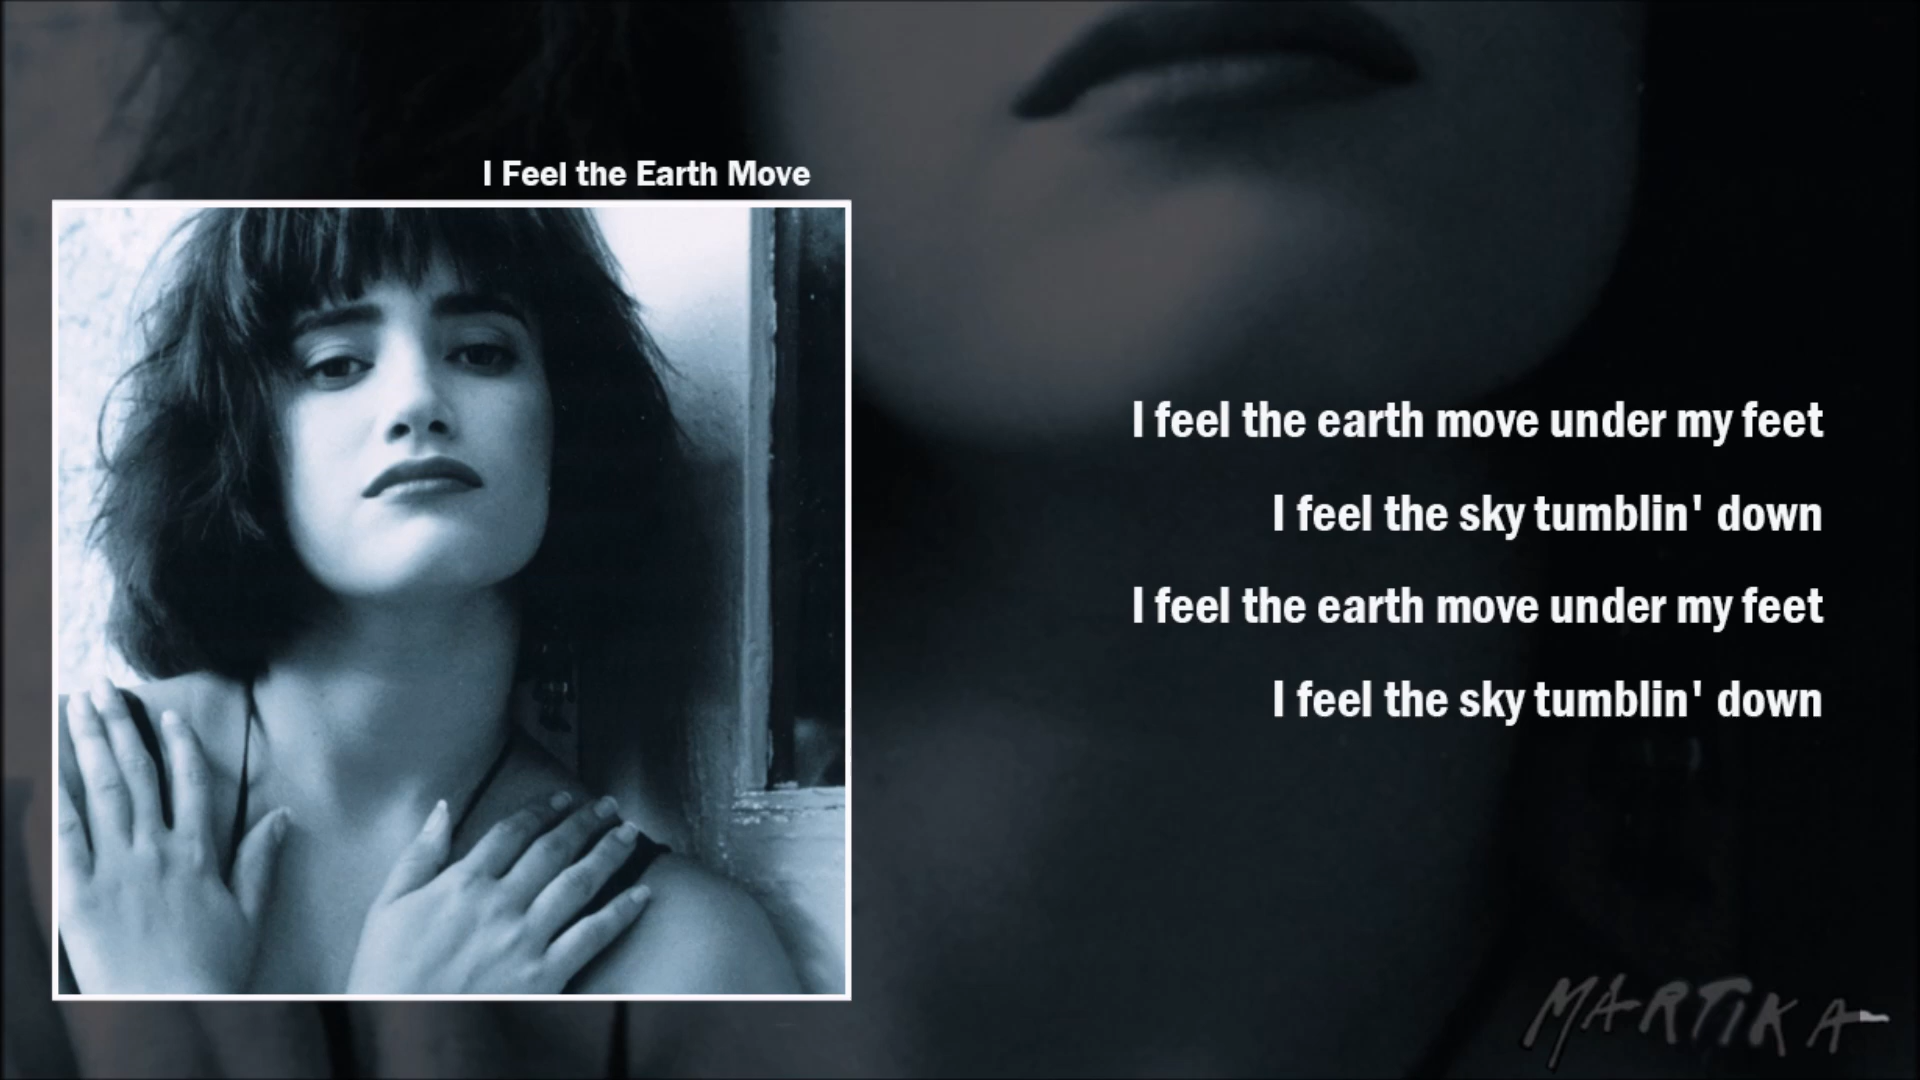 I Feel the Earth Move
I feel the earth move under my feet
I feel the sky tumblin' down
I feel the earth move under my feet
I feel the sky tumblin' down
MARTIKA